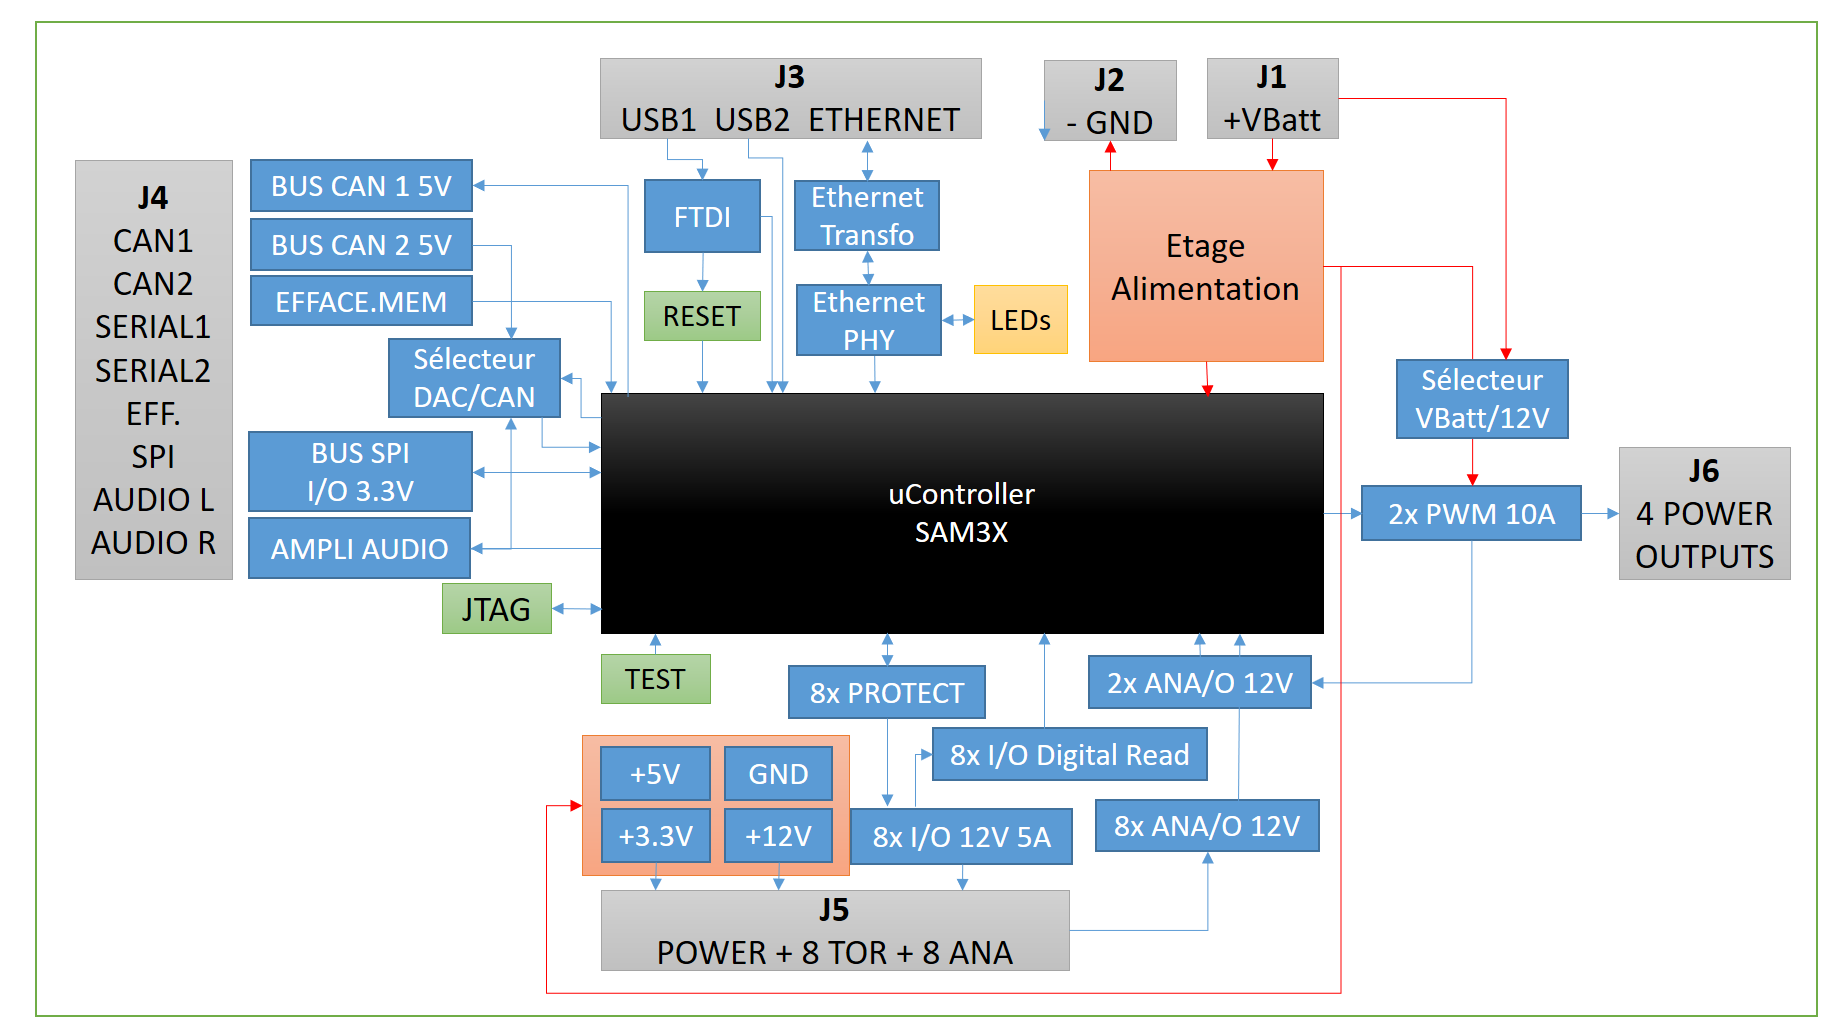 J3
USB1 USB2 ETHERNET
J2
- GND
J1
+VBatt
J4
CAN1
CAN2
SERIAL1
SERIAL2
EFF.
SPI
AUDIO L
AUDIO R
BUS CAN 1 5V
BUS CAN 2 5V
EFFACE.MEM
Sélecteur
DAC/CAN
BUS SPI
I/O 3.3V
AMPLI AUDIO
JTAG
TEST
FTDI
RESET
Ethernet
Transfo
Ethernet
PHY
LEDs
Etage
Alimentation
Sélecteur
VBatt/12V
uController
SAM3X
2x PWM 10A
J6
4 POWER
OUTPUTS
8x PROTECT
2x ANA/O 12V
8x I/O Digital Read
+5V
GND
+3.3V
+12V
8x I/O 12V 5A
8x ANA/O 12V
J5
POWER + 8 TOR + 8 ANA